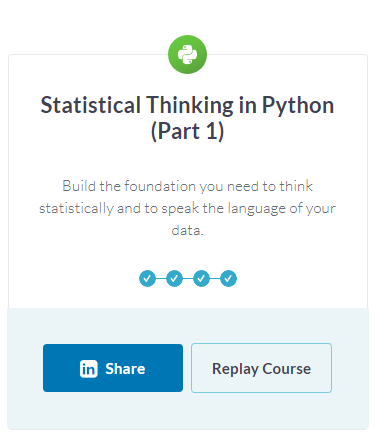 Statistical Thinking in Python
(Part 1)
Build the foundation you need to think
statistically and to speak the language of your
data.
in Share
Replay Course